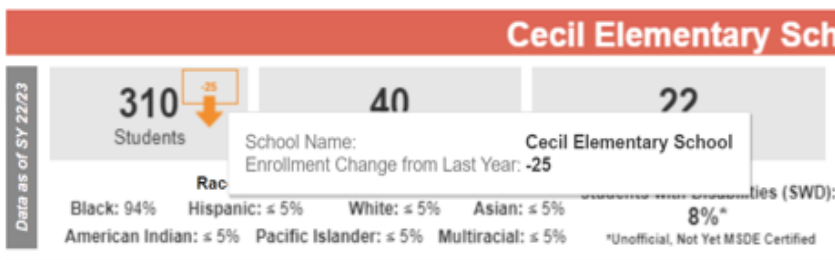 Cecil Elementary Sch
Data as of SY 22/23
310
-25
Students
40
22
School Name: Cecil Elementary School
Enrollment Change from Last Year: -25
Rac
Students with Disabilities (SWD):
Black: 94% Hispanic: ≤ 5% White: ≤ 5% Asian: ≤ 5%
8%^
American Indian: ≤ 5% Pacific Islander: ≤ 5% Multiracial: ≤ 5%
*Unofficial, Not Yet MSDE Certified